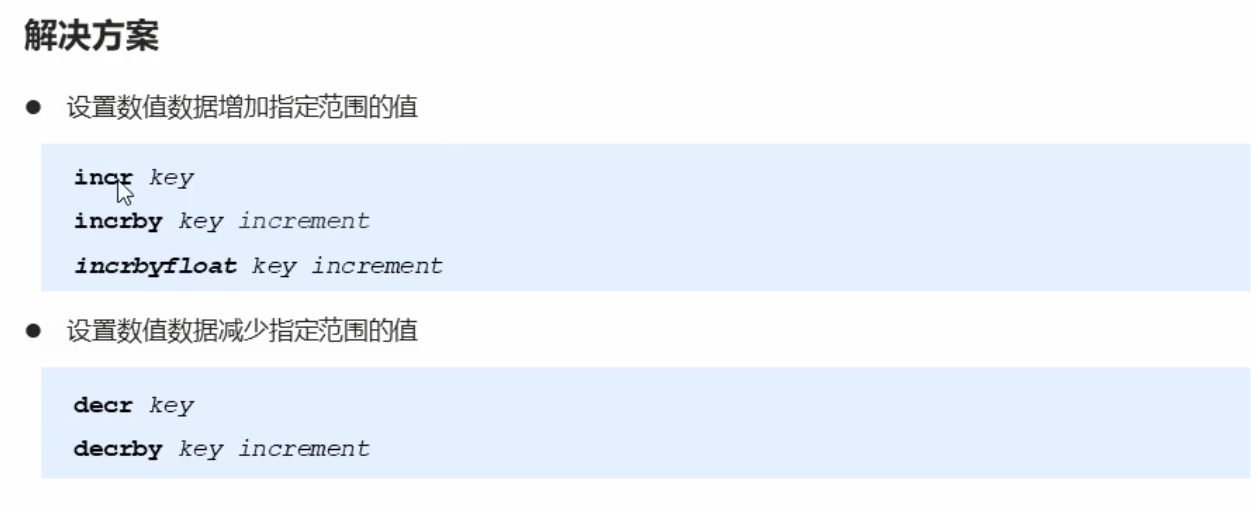 解决方案
● 设置数值数据增加指定范围的值
incr key
incrby key increment
incrbyfloat key increment
● 设置数值数据减少指定范围的值
decr key
decrby key increment